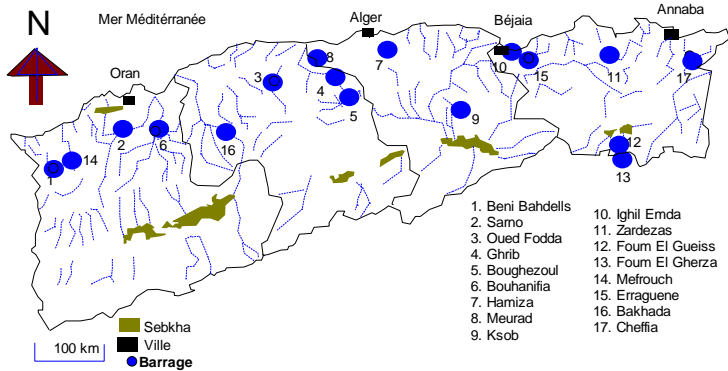 N
Mer Méditérranée
Alger
Béjaia
Annaba
Oran
8
7
10
15
11
17
3
4
5
9
2
6
16
12
13
1
14
1. Beni Bahdells
2. Sarno
3. Oued Fodda
4. Ghrib
5. Boughezoul
6. Bouhanifia
7. Hamiza
8. Meurad
9. Ksob
10. Ighil Emda
11. Zardezas
12. Foum El Gueiss
13. Foum El Gherza
14. Mefrouch
15. Erraguene
16. Bakhada
17. Cheffia
Sebkha
Ville
Barrage
100 km